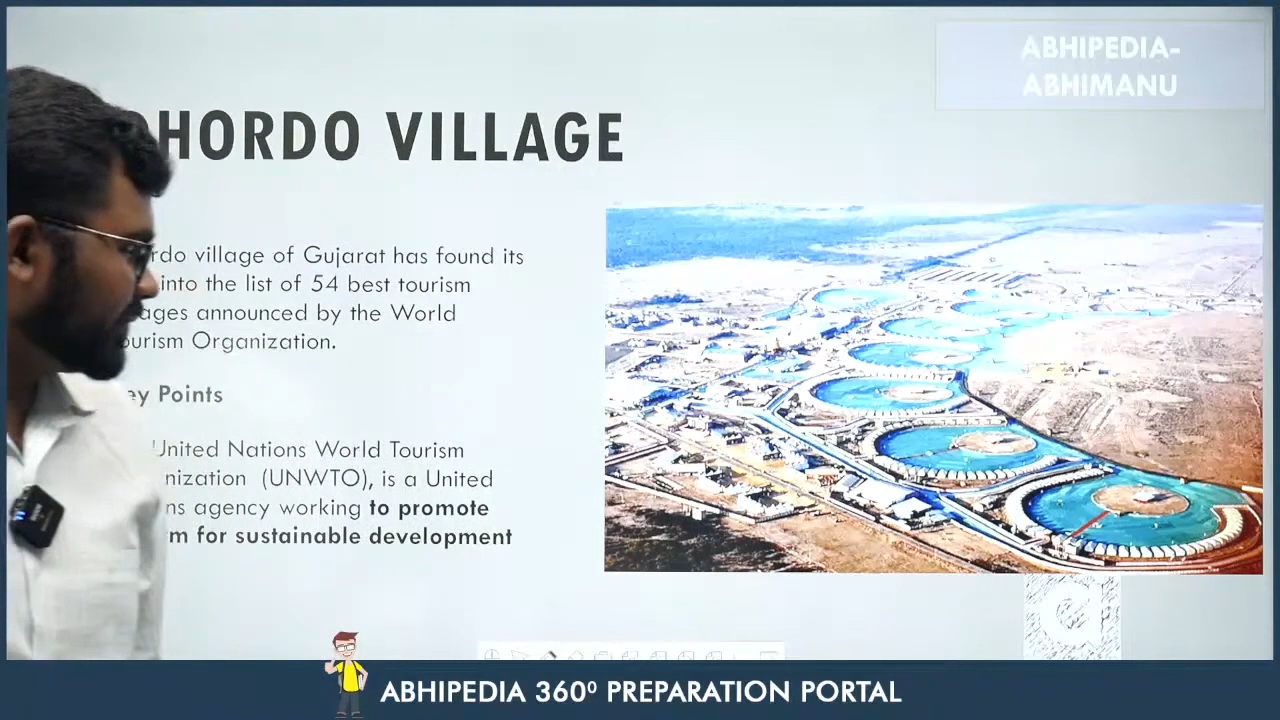 ABHIPEDIA-
ABHIMANU
HORDO VILLAGE
rdo village of Gujarat has found its
into the list of 54 best tourism
ages announced by the World
ourism Organization.
ey Points
United Nations World Tourism
nization (UNWTO), is a United
ns agency working to promote
m for sustainable development
ABHIPEDIA 360⁰ PREPARATION PORTAL